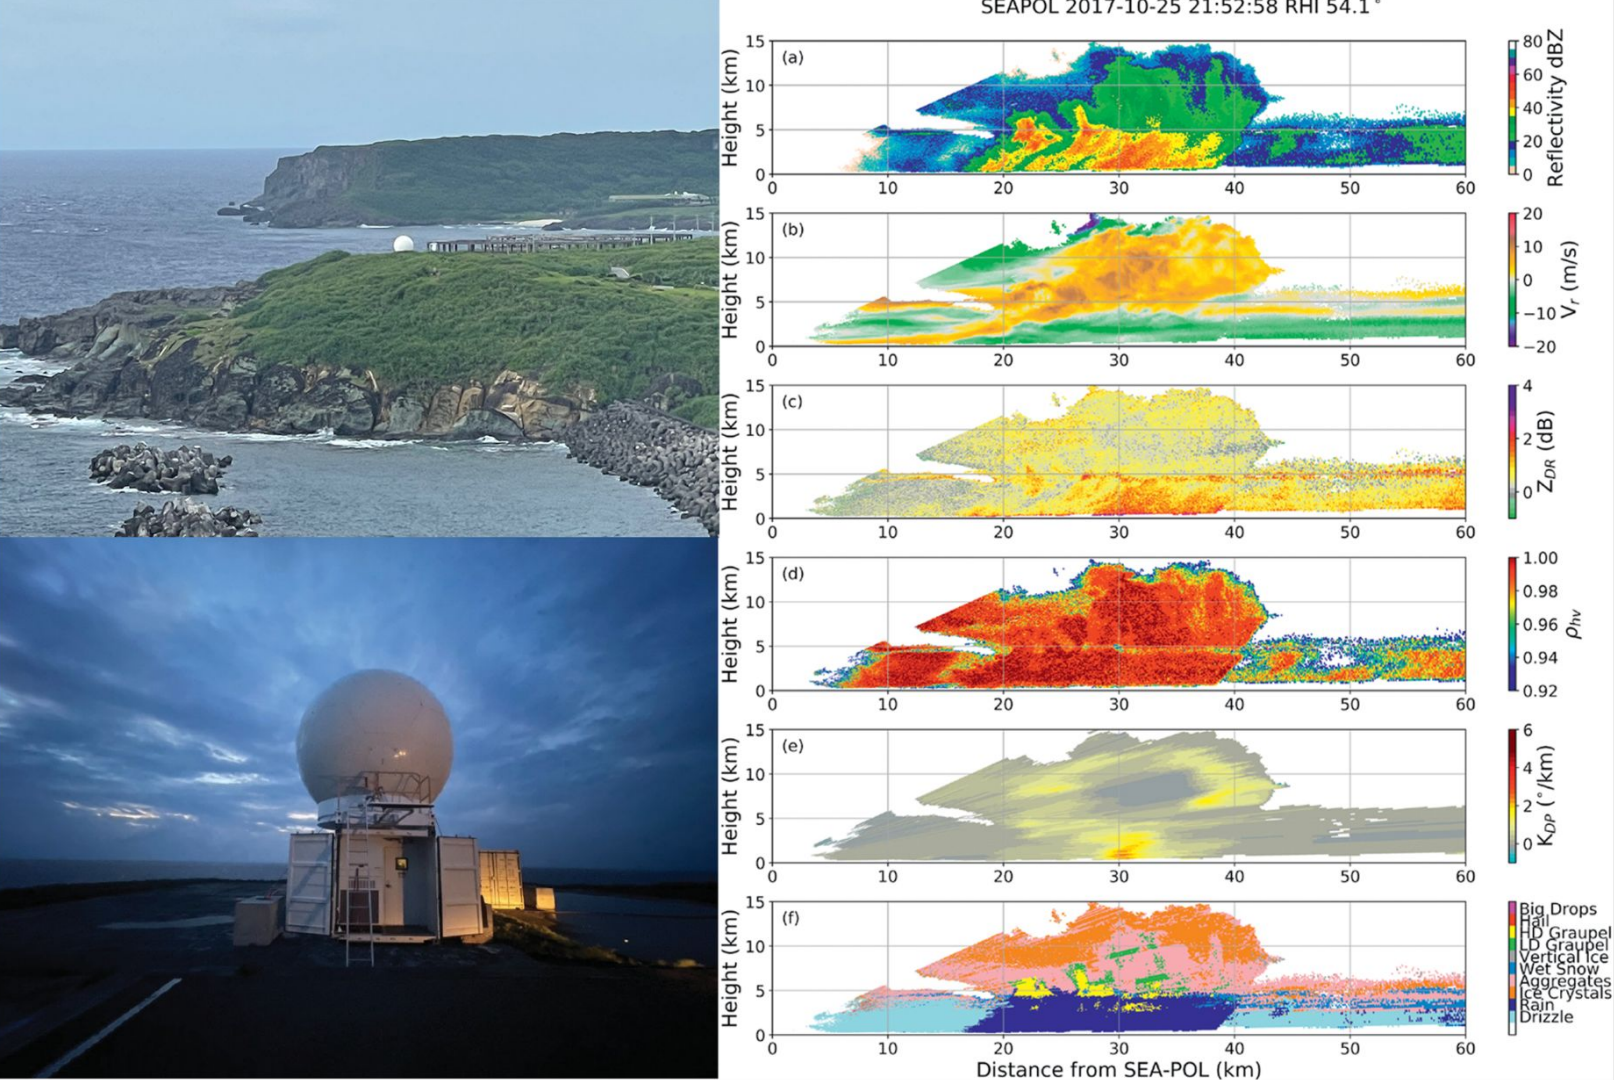 SEAPOL 2017-10-25 21:52:58 RHI 54.1°
(a)
Height (km)
15
10
5
0
0 10 20 30 40 50 60
80
60
40
20
0
Reflectivity dBZ
(b)
Height (km)
15
10
5
0
0 10 20 30 40 50 60
20
10
0
−10
−20
Vr (m/s)
(c)
Height (km)
15
10
5
0
0 10 20 30 40 50 60
4
2
0
ZDR (dB)
(d)
Height (km)
15
10
5
0
0 10 20 30 40 50 60
1.00
0.98
0.96
0.94
0.92
ρhv
(e)
Height (km)
15
10
5
0
0 10 20 30 40 50 60
6
4
2
0
KDP (°/km)
(f)
Height (km)
15
10
5
0
0 10 20 30 40 50 60
Big Drops
Hail
HD Graupel
LD Graupel
Vertical Ice
Wet Snow
Aggregates
Ice Crystals
Rain
Drizzle
Distance from SEA-POL (km)